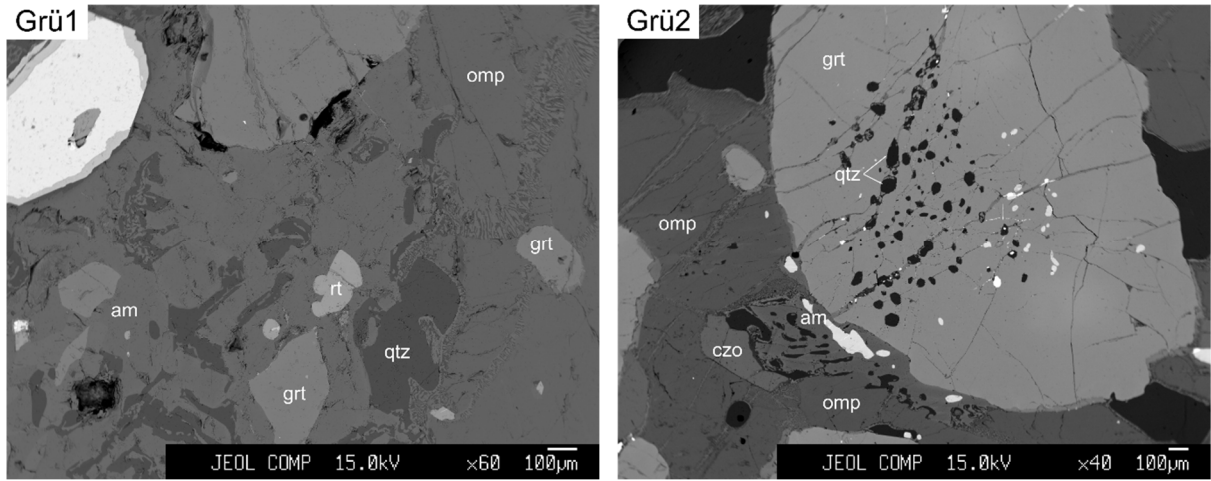 Grü1
omp
grt
rt
am
qtz
grt
JEOL COMP 15.0kV ×60 100µm
Grü2
grt
qtz
omp
am
czo
omp
JEOL COMP 15.0kV ×40 100µm